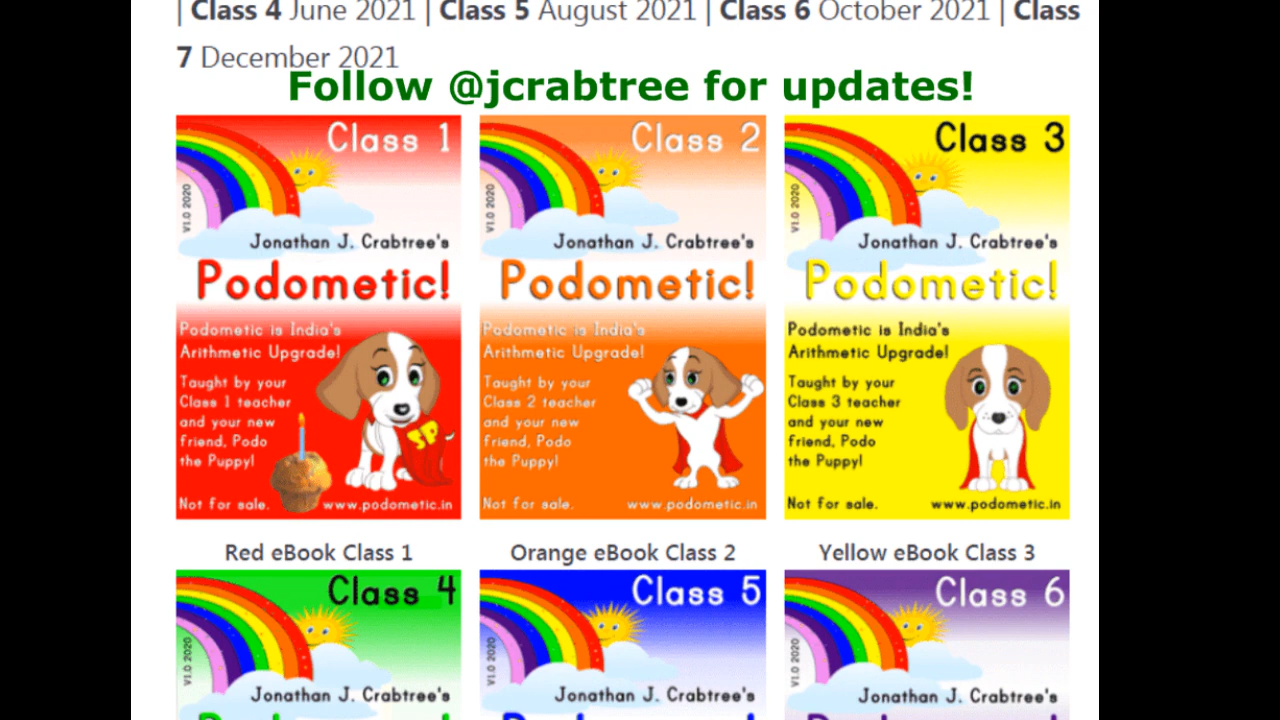 | Class 4 June 2021 | Class 5 August 2021 | Class 6 October 2021 | Class
7 December 2021
Follow @jcrabtree for updates!
Class 1
V1.0 2020
Jonathan J. Crabtree's
Podometic!
Podometic is India's
Arithmetic Upgrade!
Taught by your
Class 1 teacher
and your new
friend, Podo
the Puppy!
SP
Not for sale.
www.podometic.in
Red eBook Class 1
Class 2
V1.0 2020
Jonathan J. Crabtree's
Podometic!
Podometic is India's
Arithmetic Upgrade!
Taught by your
Class 2 teacher
and your new
friend, Podo
the Puppy!
Not for sale.
www.podometic.in
Orange eBook Class 2
Class 3
V1.0 2020
Jonathan J. Crabtree's
Podometic!
Podometic is India's
Arithmetic Upgrade!
Taught by your
Class 3 teacher
and your new
friend, Podo
the Puppy!
Not for sale.
www.podometic.in
Yellow eBook Class 3
Class 4
V1.0 2020
Jonathan J. Crabtree's
Class 5
V1.0 2020
Jonathan J. Crabtree's
Class 6
V1.0 2020
Jonathan J. Crabtree's